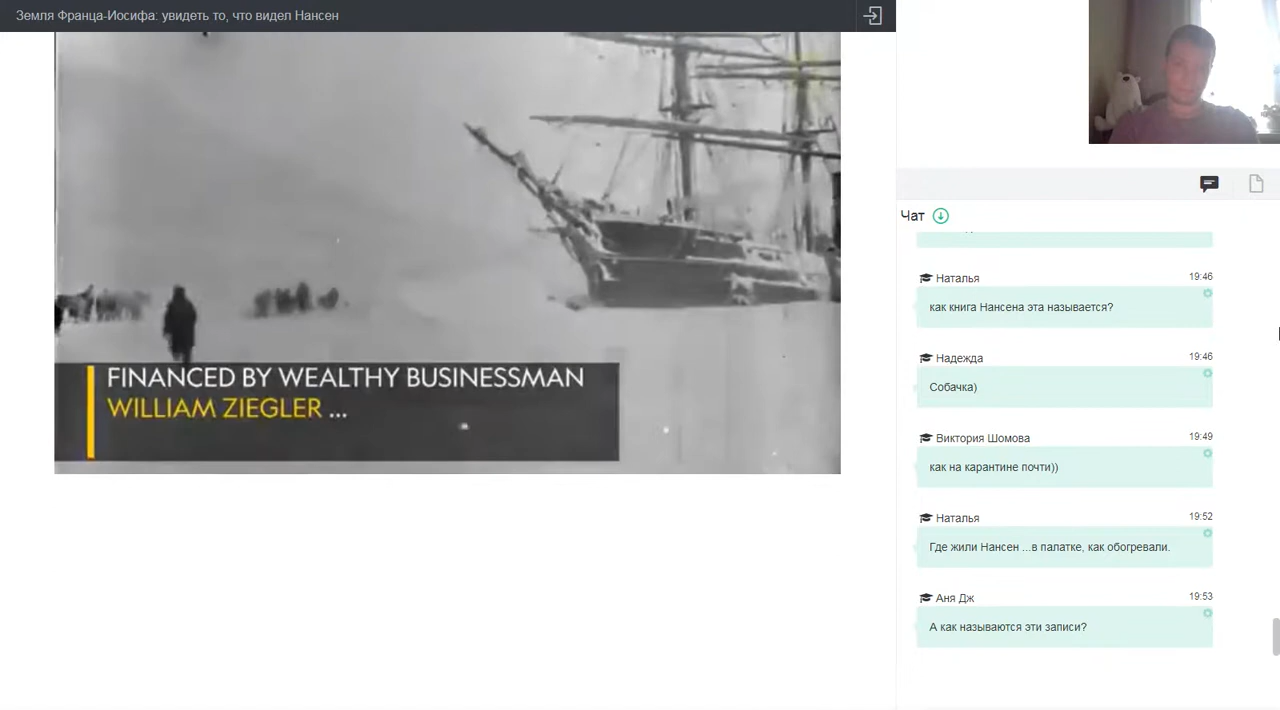 Земля Франца-Иосифа: увидеть то, что видел Нансен
FINANCED BY WEALTHY BUSINESSMAN
WILLIAM ZIEGLER ...
Чат
Наталья 19:46
как книга Нансена эта называется?
Надежда 19:46
Собачка)
Виктория Шомова 19:49
как на карантине почти))
Наталья 19:52
Где жили Нансен ...в палатке, как обогревали.
Аня Дж 19:53
А как называются эти записи?